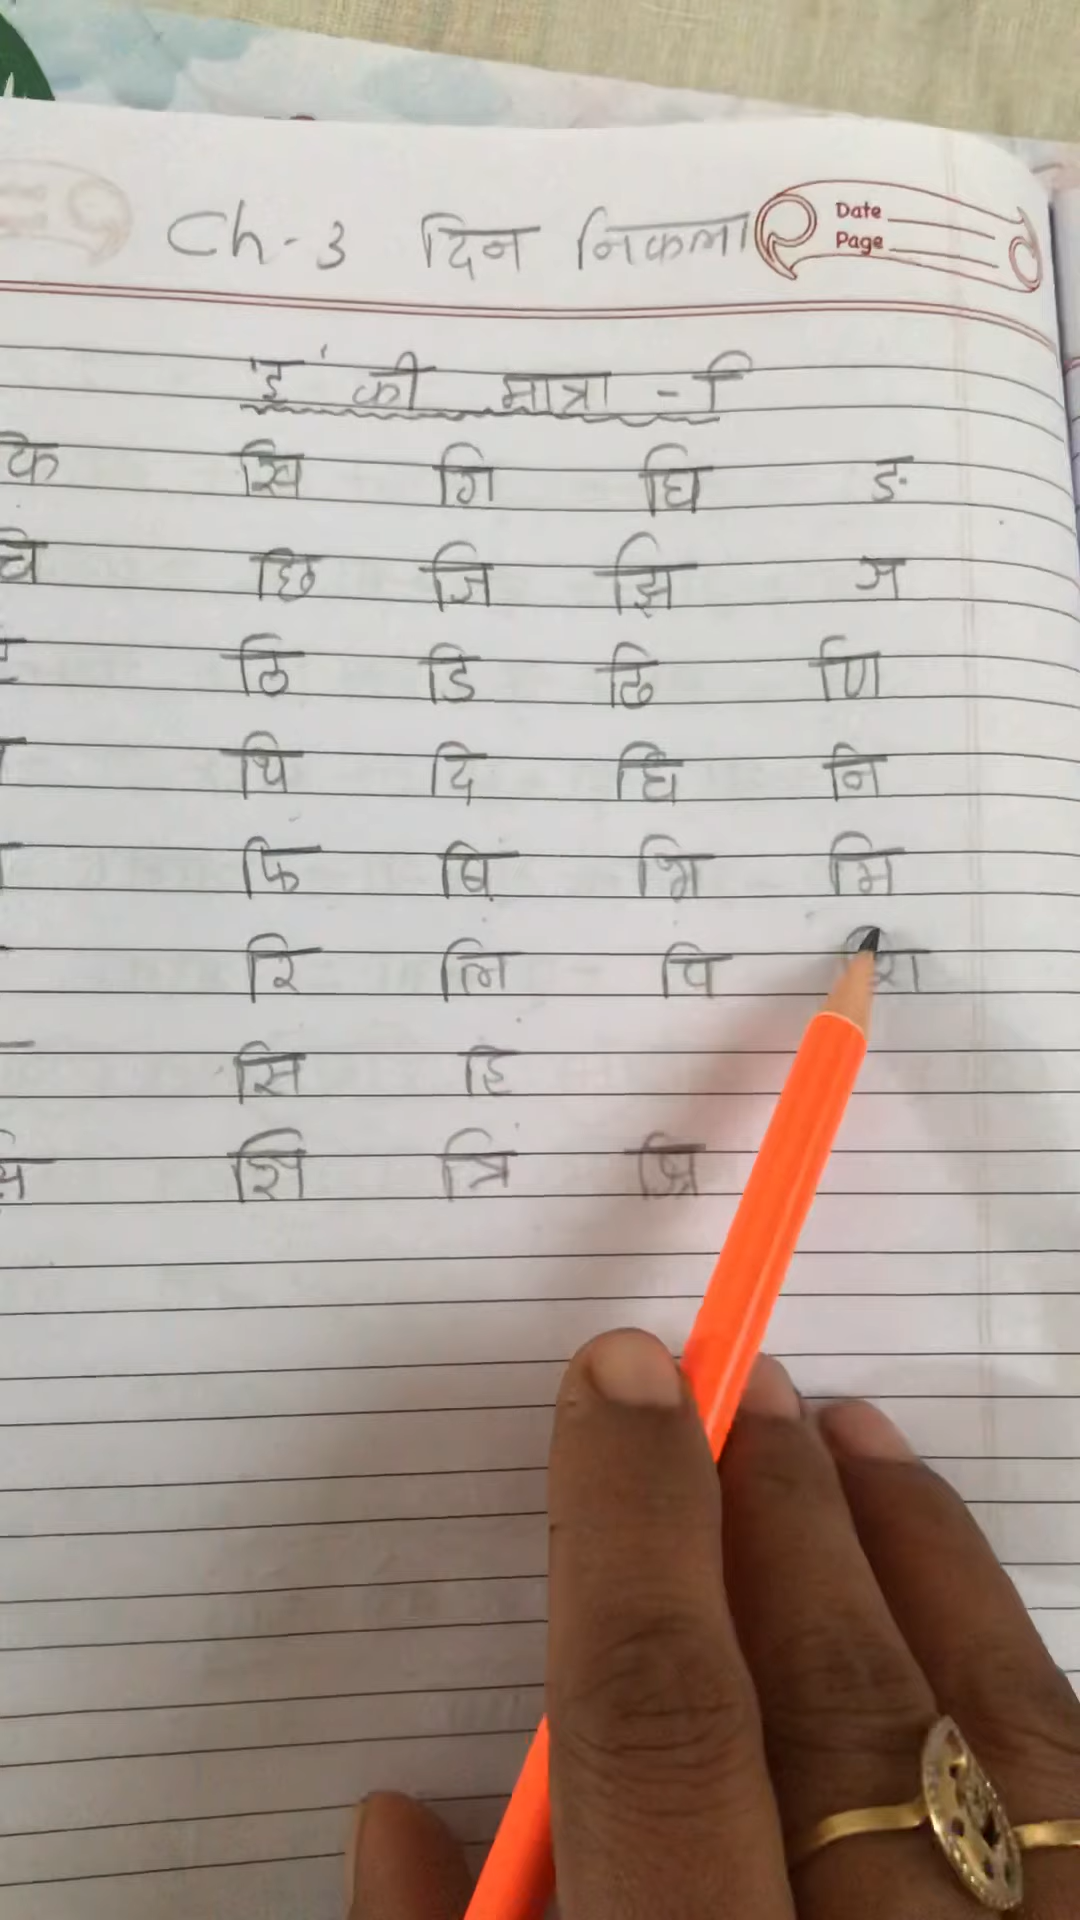 Ch-3 दिन निकला
Date
Page
'इ' की मात्रा - ि
खि गि घि ङ
छि जि झि ञ
ठि डि ढि णि
थि दि धि नि
फि बि भि मि
रि लि वि शि
सि हि
त्रि